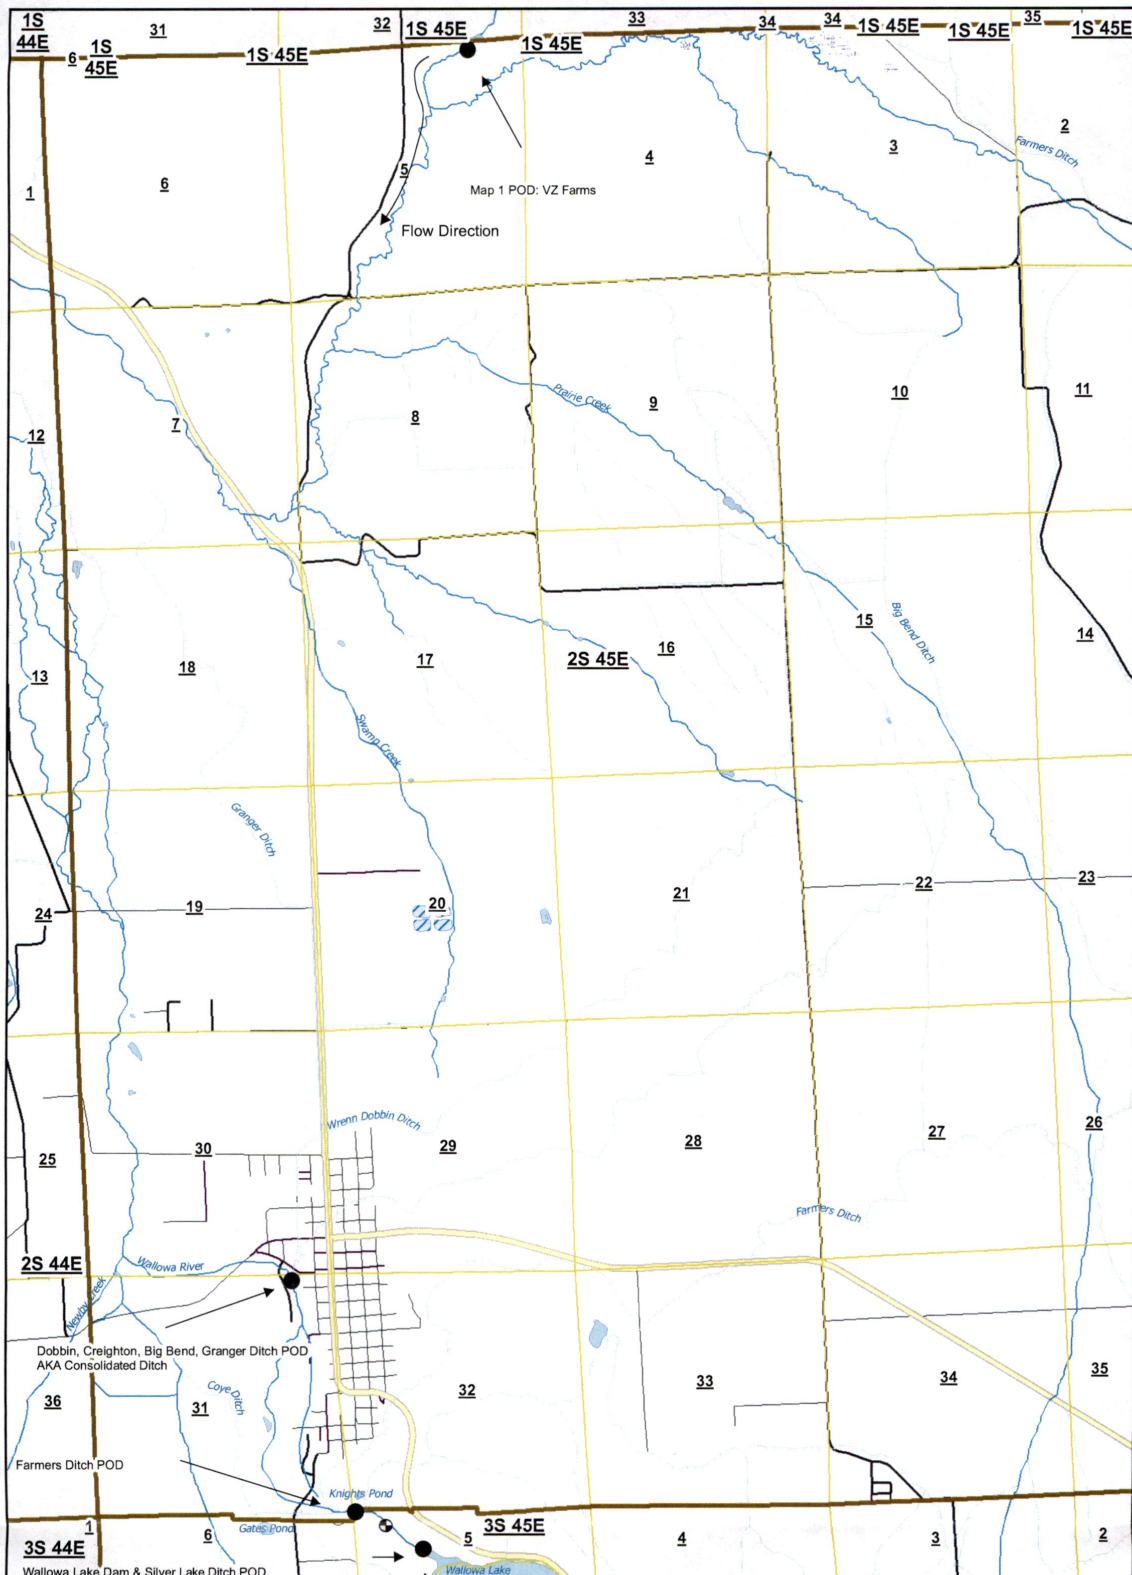 1S
44E
31
32
1S 45E
33
34
34
1S 45E
35
1S 45E
1S 45E
6
1S
45E
1S 45E
1S 45E
2
3
Farmers Ditch
4
5
6
1
Map 1 POD: VZ Farms
Flow Direction
Prairie Creek
9
10
11
8
7
12
Big Bend Ditch
15
14
16
2S 45E
17
18
13
Swamp Creek
Granger Ditch
21
22
23
20
19
24
Wrenn Dobbin Ditch
29
28
27
26
30
25
Farmers Ditch
2S 44E
Wallowa River
Newby Creek
Dobbin, Creighton, Big Bend, Granger Ditch POD
AKA Consolidated Ditch
Coye Ditch
36
31
32
33
34
35
Farmers Ditch POD
Knights Pond
Gates Pond
1
6
5
3S 45E
4
3
2
3S 44E
Wallowa Lake Dam & Silver Lake Ditch POD
Wallowa Lake